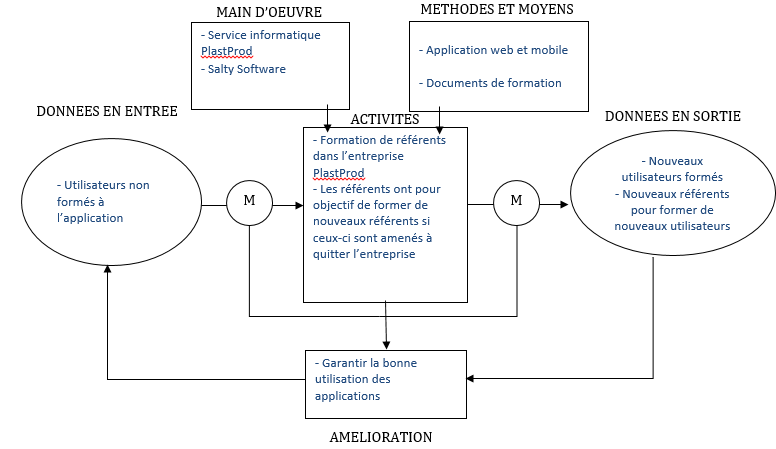 MAIN D'OEUVRE
- Service informatique
PlastProd
- Salty Software
METHODES ET MOYENS
- Application web et mobile
- Documents de formation
DONNEES EN ENTREE
- Utilisateurs non
formés à
l'application
M
ACTIVITES
- Formation de référents
dans l'entreprise
PlastProd
- Les référents ont pour
objectif de former de
nouveaux référents si
ceux-ci sont amenés à
quitter l'entreprise
M
DONNEES EN SORTIE
- Nouveaux
utilisateurs formés
- Nouveaux référents
pour former de
nouveaux utilisateurs
- Garantir la bonne
utilisation des
applications
AMELIORATION